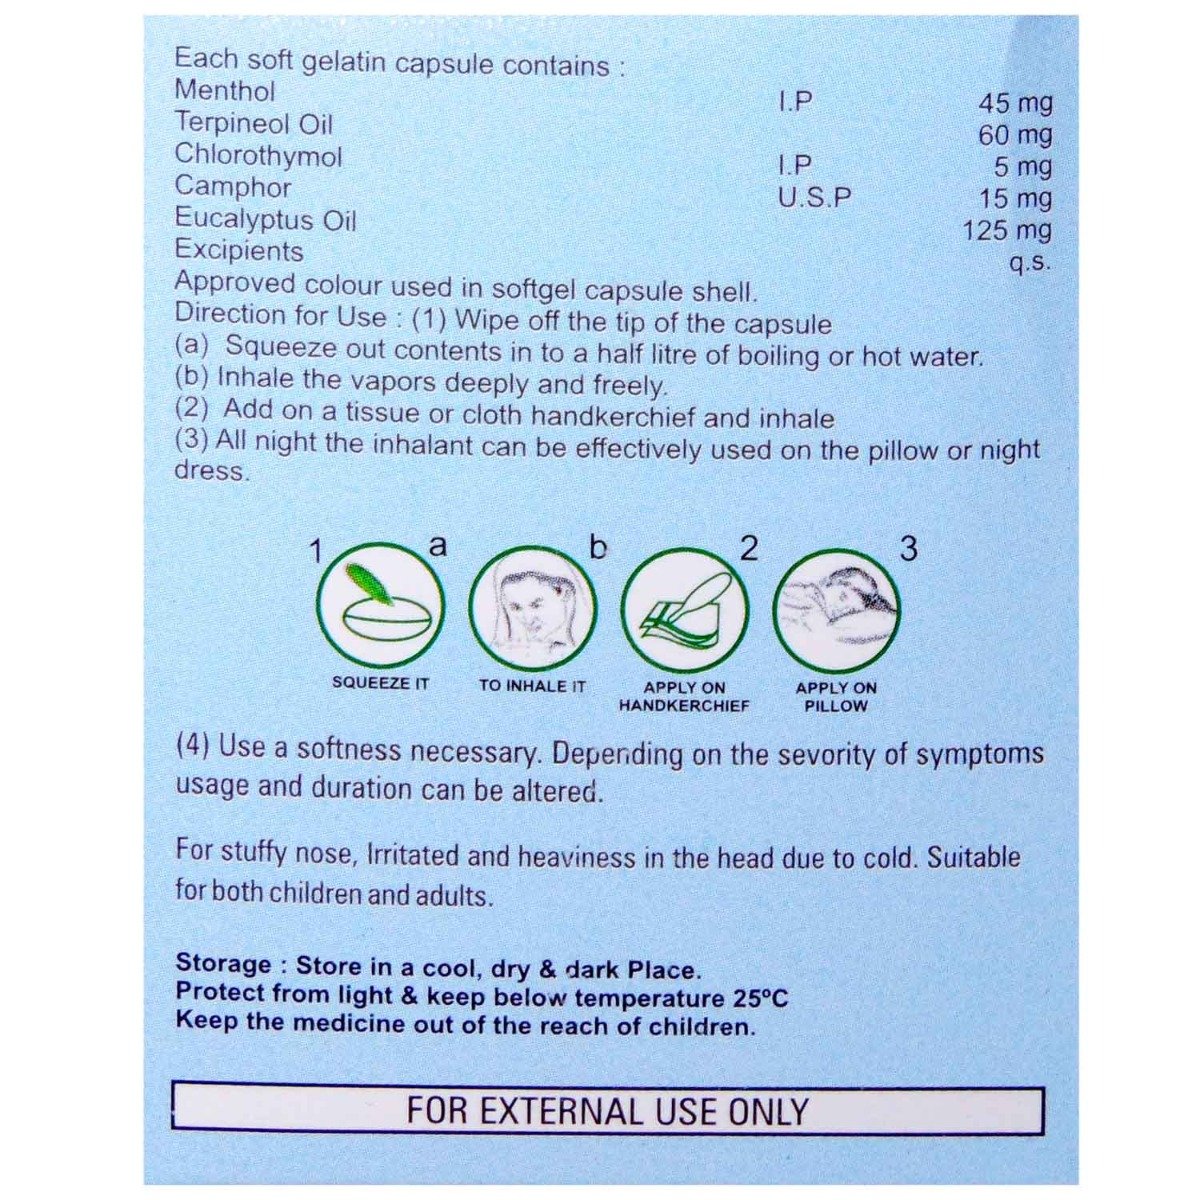 Each soft gelatin capsule contains :
Menthol I.P 45 mg
Terpineol Oil 60 mg
Chlorothymol I.P 5 mg
Camphor U.S.P 15 mg
Eucalyptus Oil 125 mg
Excipients q.s.
Approved colour used in softgel capsule shell.
Direction for Use : (1) Wipe off the tip of the capsule
(a) Squeeze out contents in to a half litre of boiling or hot water.
(b) Inhale the vapors deeply and freely.
(2) Add on a tissue or cloth handkerchief and inhale
(3) All night the inhalant can be effectively used on the pillow or night
dress.
1 a b 2 3
SQUEEZE IT
TO INHALE IT
APPLY ON
HANDKERCHIEF
APPLY ON
PILLOW
(4) Use a softness necessary. Depending on the sevority of symptoms
usage and duration can be altered.
For stuffy nose, Irritated and heaviness in the head due to cold. Suitable
for both children and adults.
Storage : Store in a cool, dry & dark Place.
Protect from light & keep below temperature 25ºC
Keep the medicine out of the reach of children.
FOR EXTERNAL USE ONLY